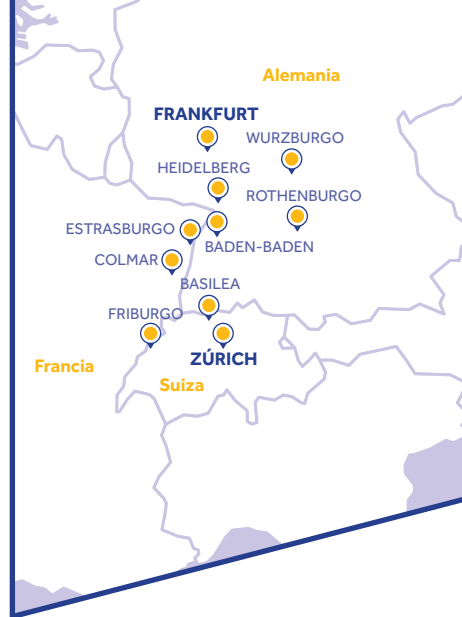 Alemania
FRANKFURT
WURZBURGO
HEIDELBERG
ROTHENBURGO
ESTRASBURGO
BADEN-BADEN
COLMAR
BASILEA
FRIBURGO
ZÚRICH
Francia
Suiza